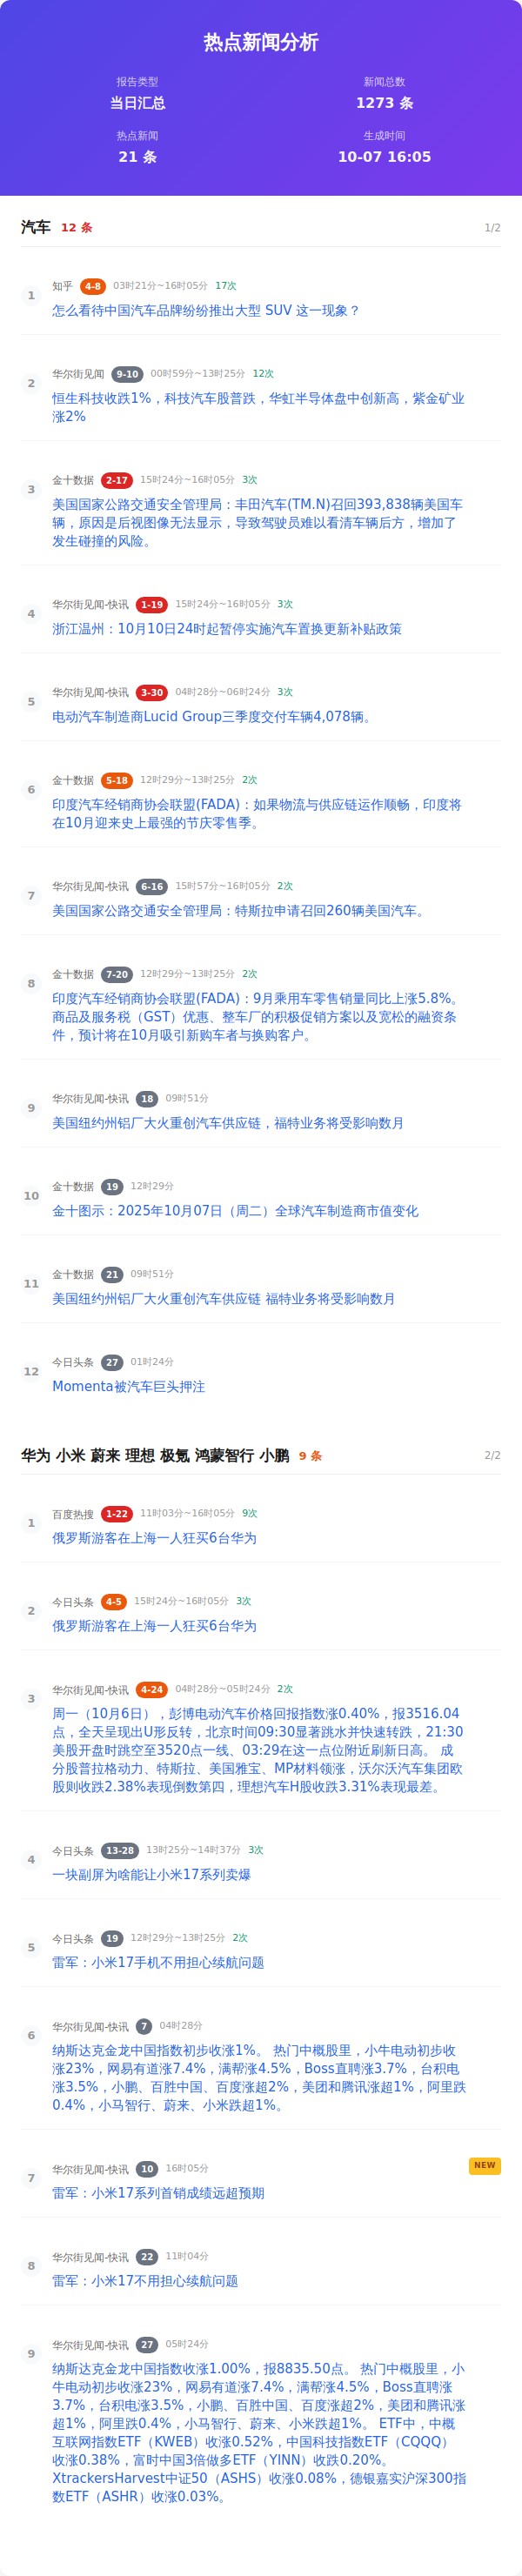 热点新闻分析
报告类型
当日汇总
新闻总数
1273 条
热点新闻
21 条
生成时间
10-07 16:05
汽车 12 条 1/2
1
知乎 4-8 03时21分~16时05分 17次
怎么看待中国汽车品牌纷纷推出大型 SUV 这一现象？
2
华尔街见闻 9-10 00时59分~13时25分 12次
恒生科技收跌1%，科技汽车股普跌，华虹半导体盘中创新高，紫金矿业
涨2%
3
金十数据 2-17 15时24分~16时05分 3次
美国国家公路交通安全管理局：丰田汽车(TM.N)召回393,838辆美国车
辆，原因是后视图像无法显示，导致驾驶员难以看清车辆后方，增加了
发生碰撞的风险。
4
华尔街见闻-快讯 1-19 15时24分~16时05分 3次
浙江温州：10月10日24时起暂停实施汽车置换更新补贴政策
5
华尔街见闻-快讯 3-30 04时28分~06时24分 3次
电动汽车制造商Lucid Group三季度交付车辆4,078辆。
6
金十数据 5-18 12时29分~13时25分 2次
印度汽车经销商协会联盟(FADA)：如果物流与供应链运作顺畅，印度将
在10月迎来史上最强的节庆零售季。
7
华尔街见闻-快讯 6-16 15时57分~16时05分 2次
美国国家公路交通安全管理局：特斯拉申请召回260辆美国汽车。
8
金十数据 7-20 12时29分~13时25分 2次
印度汽车经销商协会联盟(FADA)：9月乘用车零售销量同比上涨5.8%。
商品及服务税（GST）优惠、整车厂的积极促销方案以及宽松的融资条
件，预计将在10月吸引新购车者与换购客户。
9
华尔街见闻-快讯 18 09时51分
美国纽约州铝厂大火重创汽车供应链，福特业务将受影响数月
10
金十数据 19 12时29分
金十图示：2025年10月07日（周二）全球汽车制造商市值变化
11
金十数据 21 09时51分
美国纽约州铝厂大火重创汽车供应链 福特业务将受影响数月
12
今日头条 27 01时24分
Momenta被汽车巨头押注
华为 小米 蔚来 理想 极氪 鸿蒙智行 小鹏 9 条 2/2
1
百度热搜 1-22 11时03分~16时05分 9次
俄罗斯游客在上海一人狂买6台华为
2
今日头条 4-5 15时24分~16时05分 3次
俄罗斯游客在上海一人狂买6台华为
3
华尔街见闻-快讯 4-24 04时28分~05时24分 2次
周一（10月6日），彭博电动汽车价格回报指数涨0.40%，报3516.04
点，全天呈现出U形反转，北京时间09:30显著跳水并快速转跌，21:30
美股开盘时跳空至3520点一线、03:29在这一点位附近刷新日高。 成
分股普拉格动力、特斯拉、美国雅宝、MP材料领涨，沃尔沃汽车集团欧
股则收跌2.38%表现倒数第四，理想汽车H股收跌3.31%表现最差。
4
今日头条 13-28 13时25分~14时37分 3次
一块副屏为啥能让小米17系列卖爆
5
今日头条 19 12时29分~13时25分 2次
雷军：小米17手机不用担心续航问题
6
华尔街见闻-快讯 7 04时28分
纳斯达克金龙中国指数初步收涨1%。 热门中概股里，小牛电动初步收
涨23%，网易有道涨7.4%，满帮涨4.5%，Boss直聘涨3.7%，台积电
涨3.5%，小鹏、百胜中国、百度涨超2%，美团和腾讯涨超1%，阿里跌
0.4%，小马智行、蔚来、小米跌超1%。
7
华尔街见闻-快讯 10 16时05分 NEW
雷军：小米17系列首销成绩远超预期
8
华尔街见闻-快讯 22 11时04分
雷军：小米17不用担心续航问题
9
华尔街见闻-快讯 27 05时24分
纳斯达克金龙中国指数收涨1.00%，报8835.50点。 热门中概股里，小
牛电动初步收涨23%，网易有道涨7.4%，满帮涨4.5%，Boss直聘涨
3.7%，台积电涨3.5%，小鹏、百胜中国、百度涨超2%，美团和腾讯涨
超1%，阿里跌0.4%，小马智行、蔚来、小米跌超1%。 ETF中，中概
互联网指数ETF（KWEB）收涨0.52%，中国科技指数ETF（CQQQ）
收涨0.38%，富时中国3倍做多ETF（YINN）收跌0.20%。
XtrackersHarvest中证50（ASHS）收涨0.08%，德银嘉实沪深300指
数ETF（ASHR）收涨0.03%。